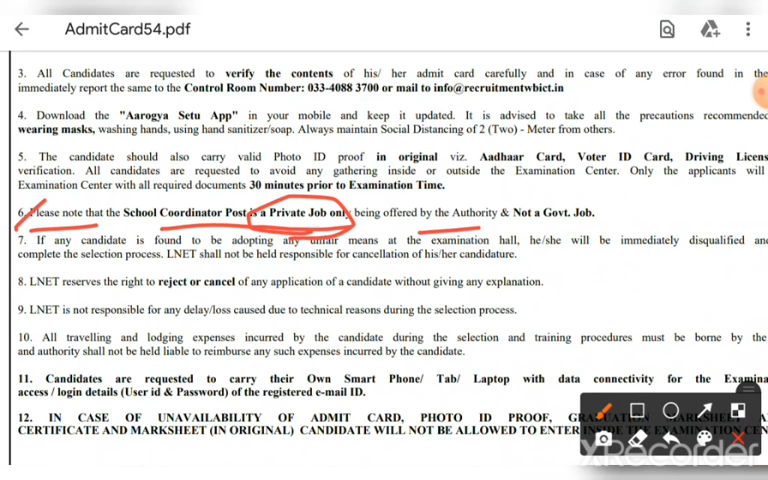 AdmitCard54.pdf
3. All Candidates are requested to verify the contents of his/ her admit card carefully and in case of any error found in the
immediately report the same to the Control Room Number: 033-4088 3700 or mail to info@recruitmentwbict.in
4. Download the "Aarogya Setu App" in your mobile and keep it updated. It is advised to take all the precautions recommended
wearing masks, washing hands, using hand sanitizer/soap. Always maintain Social Distancing of 2 (Two) - Meter from others.
5. The candidate should also carry valid Photo ID proof in original viz. Aadhaar Card, Voter ID Card, Driving Licens
verification. All candidates are requested to avoid any gathering inside or outside the Examination Center. Only the applicants will
Examination Center with all required documents 30 minutes prior to Examination Time.
6. Please note that the School Coordinator Post is a Private Job only being offered by the Authority & Not a Govt. Job.
7. If any candidate is found to be adopting any unfair means at the examination hall, he/she will be immediately disqualified an
complete the selection process. LNET shall not be held responsible for cancellation of his/her candidature.
8. LNET reserves the right to reject or cancel of any application of a candidate without giving any explanation.
9. LNET is not responsible for any delay/loss caused due to technical reasons during the selection process.
10. All travelling and lodging expenses incurred by the candidate during the selection and training procedures must be borne by the
and authority shall not be held liable to reimburse any such expenses incurred by the candidate.
11. Candidates are requested to carry their Own Smart Phone/ Tab/ Laptop with data connectivity for the Examina
access / login details (User id & Password) of the registered e-mail ID.
12. IN CASE OF UNAVAILABILITY OF ADMIT CARD, PHOTO ID PROOF, GRADUATION MARKSHEET
CERTIFICATE AND MARKSHEET (IN ORIGINAL) CANDIDATE WILL NOT BE ALLOWED TO ENTER INSIDE THE EXAMINATION CEN